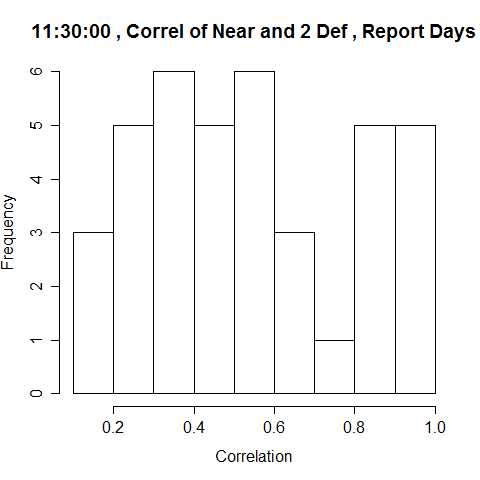 11:30:00 , Correl of Near and 2 Def , Report Days
Frequency
6
5
4
3
2
1
0
0.2 0.4 0.6 0.8 1.0
Correlation